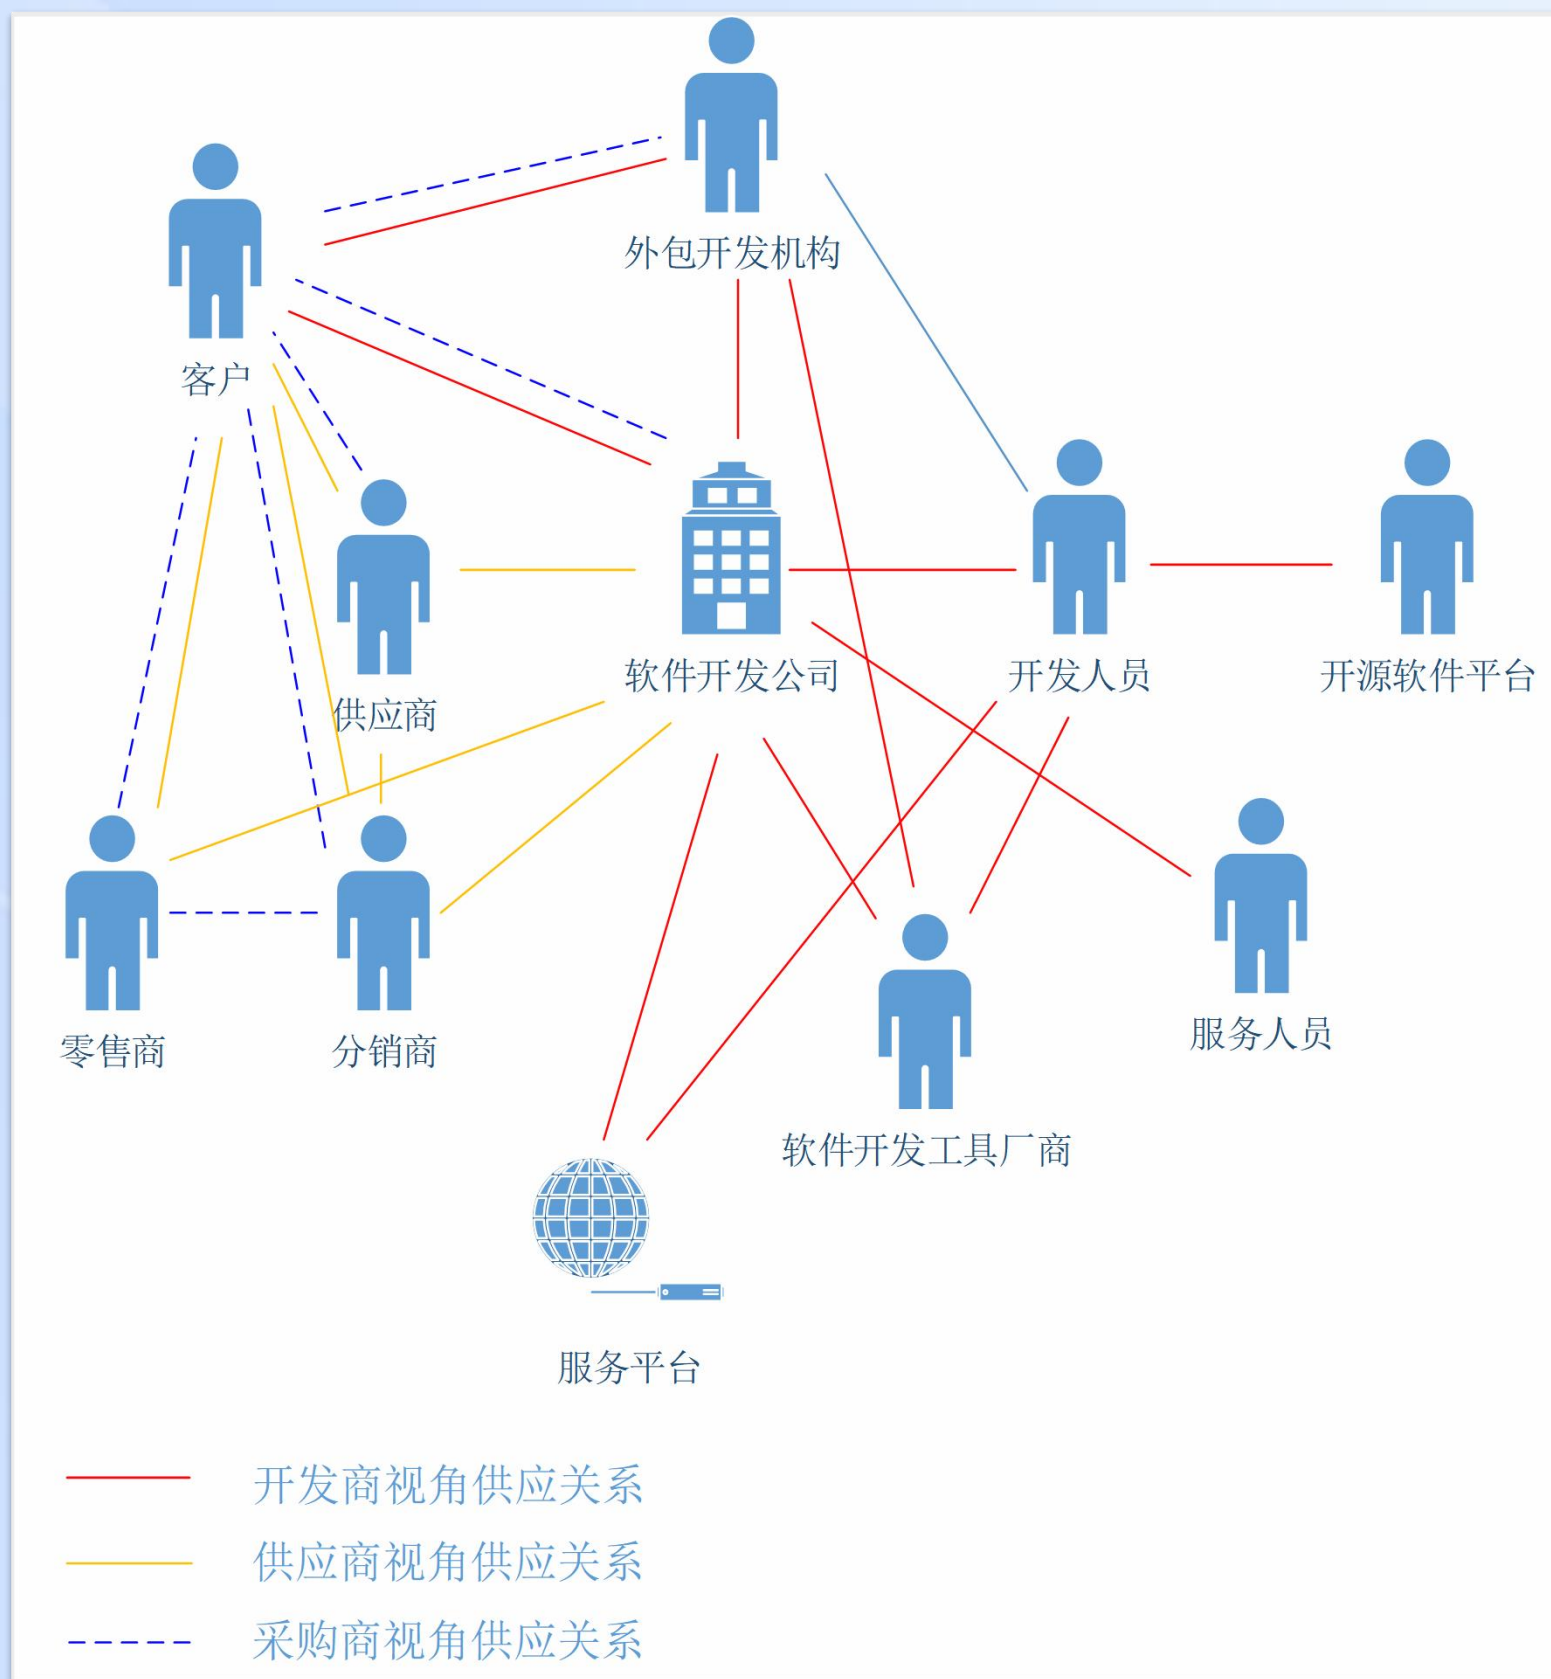 外包开发机构
客户
软件开发公司
开发人员
开源软件平台
供应商
零售商
分销商
服务人员
软件开发工具厂商
服务平台
开发商视角供应关系
供应商视角供应关系
采购商视角供应关系